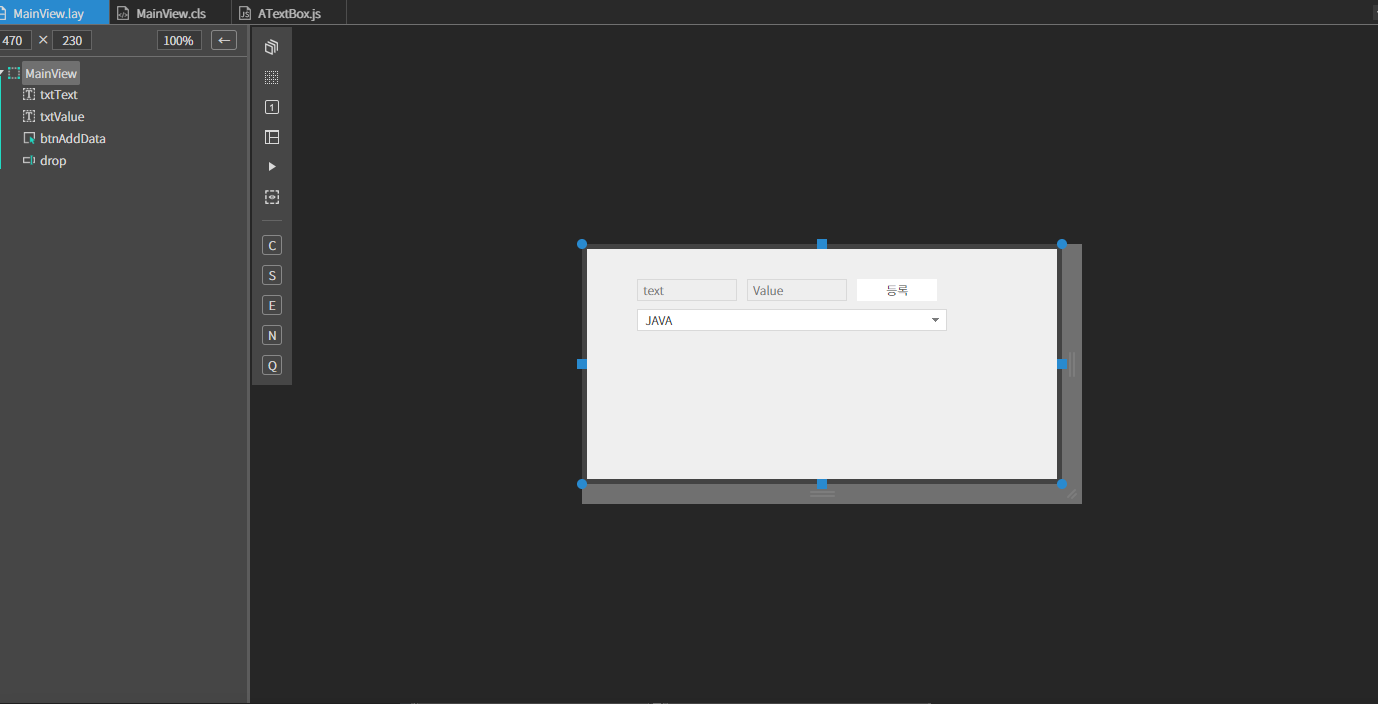 MainView.lay MainView.cls ATextBox.js
470 × 230 100% ←
MainView
txtText
txtValue
btnAddData
drop
1
C
S
E
N
Q
text Value 등록
JAVA